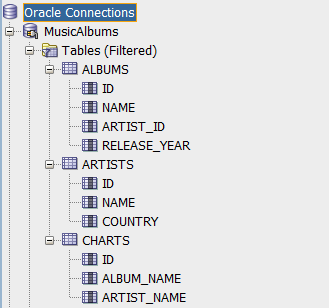 Oracle Connections
MusicAlbums
Tables (Filtered)
ALBUMS
ID
NAME
ARTIST_ID
RELEASE_YEAR
ARTISTS
ID
NAME
COUNTRY
CHARTS
ID
ALBUM_NAME
ARTIST_NAME